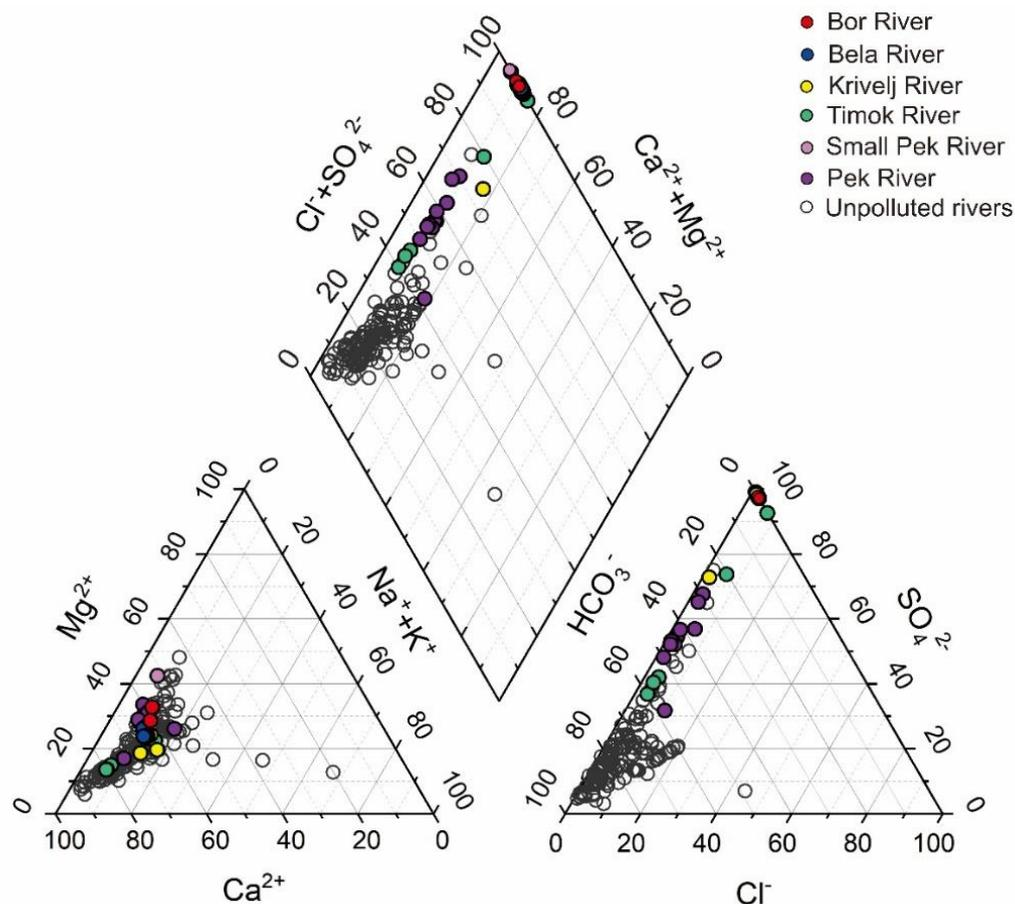 Bor River
Bela River
Krivelj River
Timok River
Small Pek River
Pek River
Unpolluted rivers
100
80
60
40
20
0
Cl⁻+SO₄²⁻
80
60
40
20
0
Ca²⁺+Mg²⁺
100
80
60
40
20
0
Mg²⁺
0
20
40
60
80
100
Na⁺+K⁺
100 80 60 40 20 0
Ca²⁺
0
20
40
60
80
100
HCO₃⁻
100
80
60
40
20
0
SO₄²⁻
0 20 40 60 80 100
Cl⁻